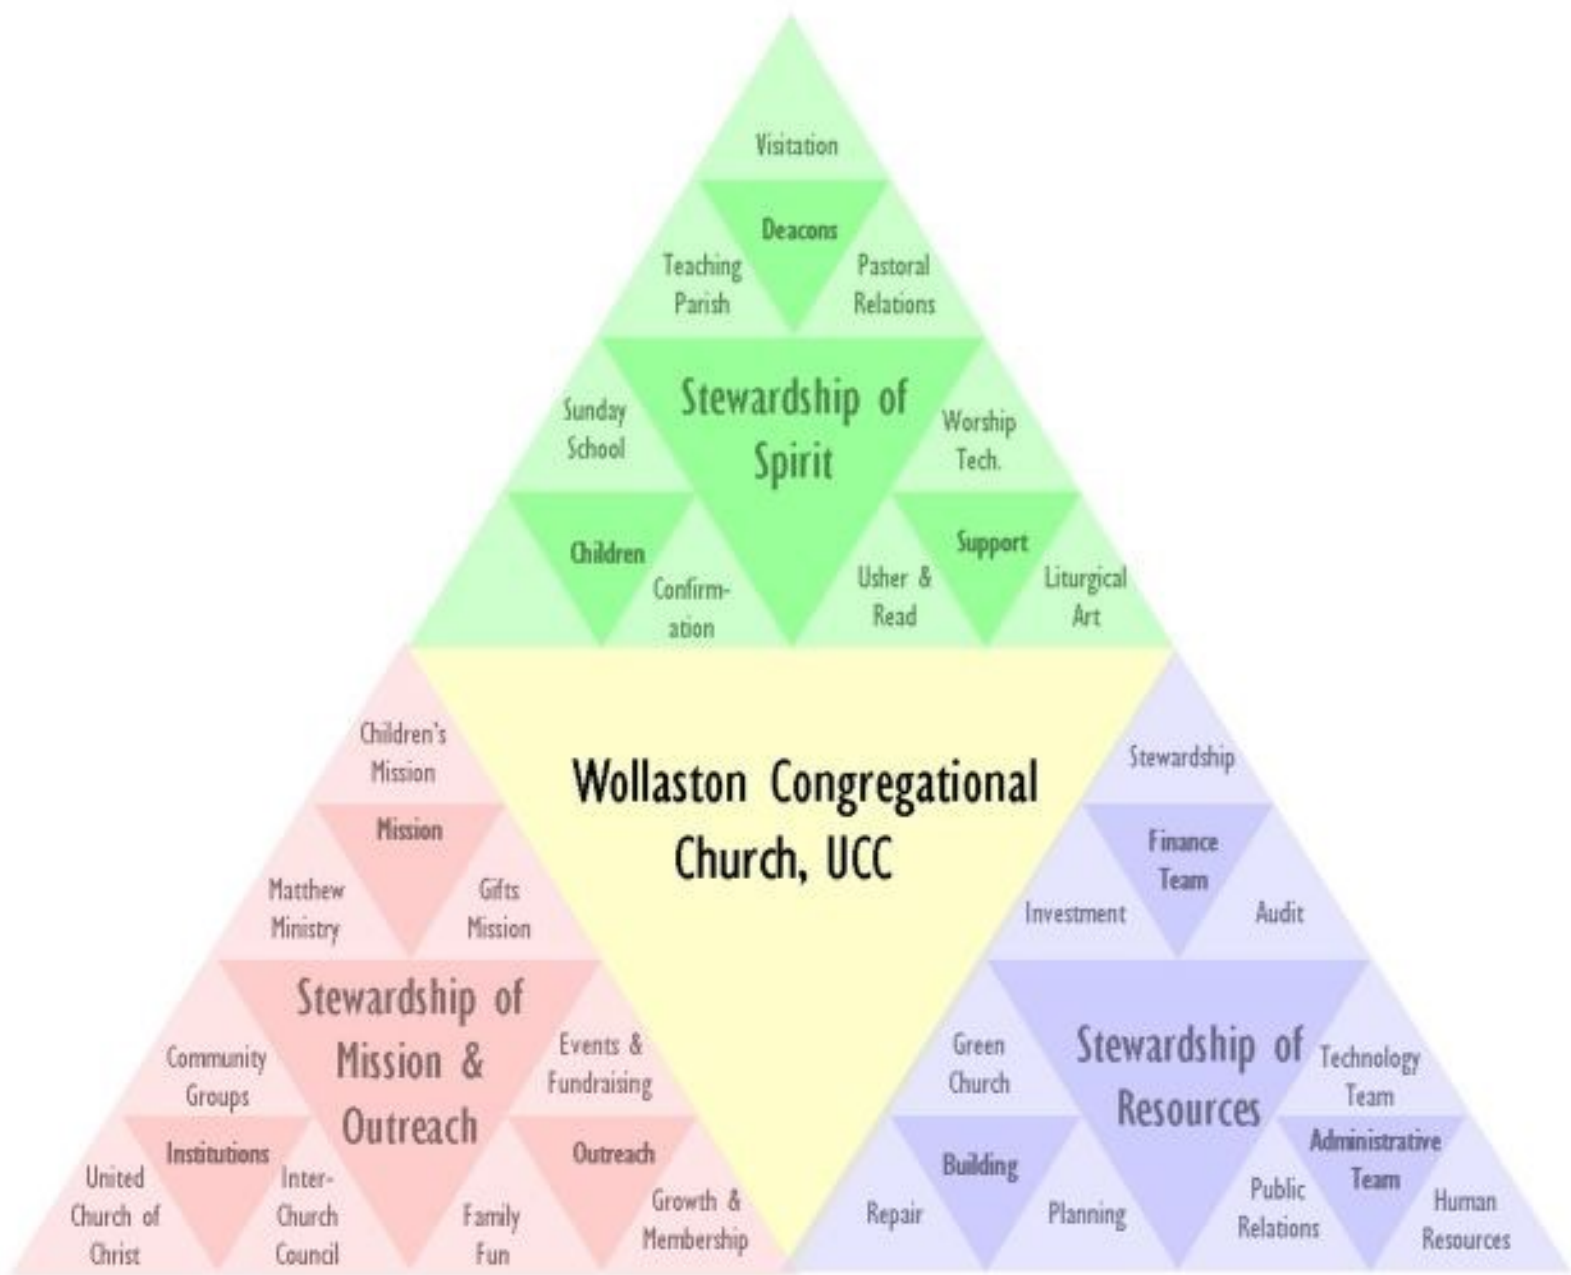 Visitation
Deacons
Teaching
Parish
Pastoral
Relations
Stewardship of
Spirit
Sunday
School
Worship
Tech.
Children
Confirm-
ation
Support
Usher &
Read
Liturgical
Art
Wollaston Congregational
Church, UCC
Children's
Mission
Mission
Matthew
Ministry
Gifts
Mission
Stewardship of
Mission &
Outreach
Community
Groups
Institutions
United
Church of
Christ
Inter-
Church
Council
Events &
Fundraising
Outreach
Family
Fun
Growth &
Membership
Stewardship
Finance
Team
Investment
Audit
Stewardship of
Resources
Green
Church
Building
Repair
Planning
Technology
Team
Administrative
Team
Public
Relations
Human
Resources